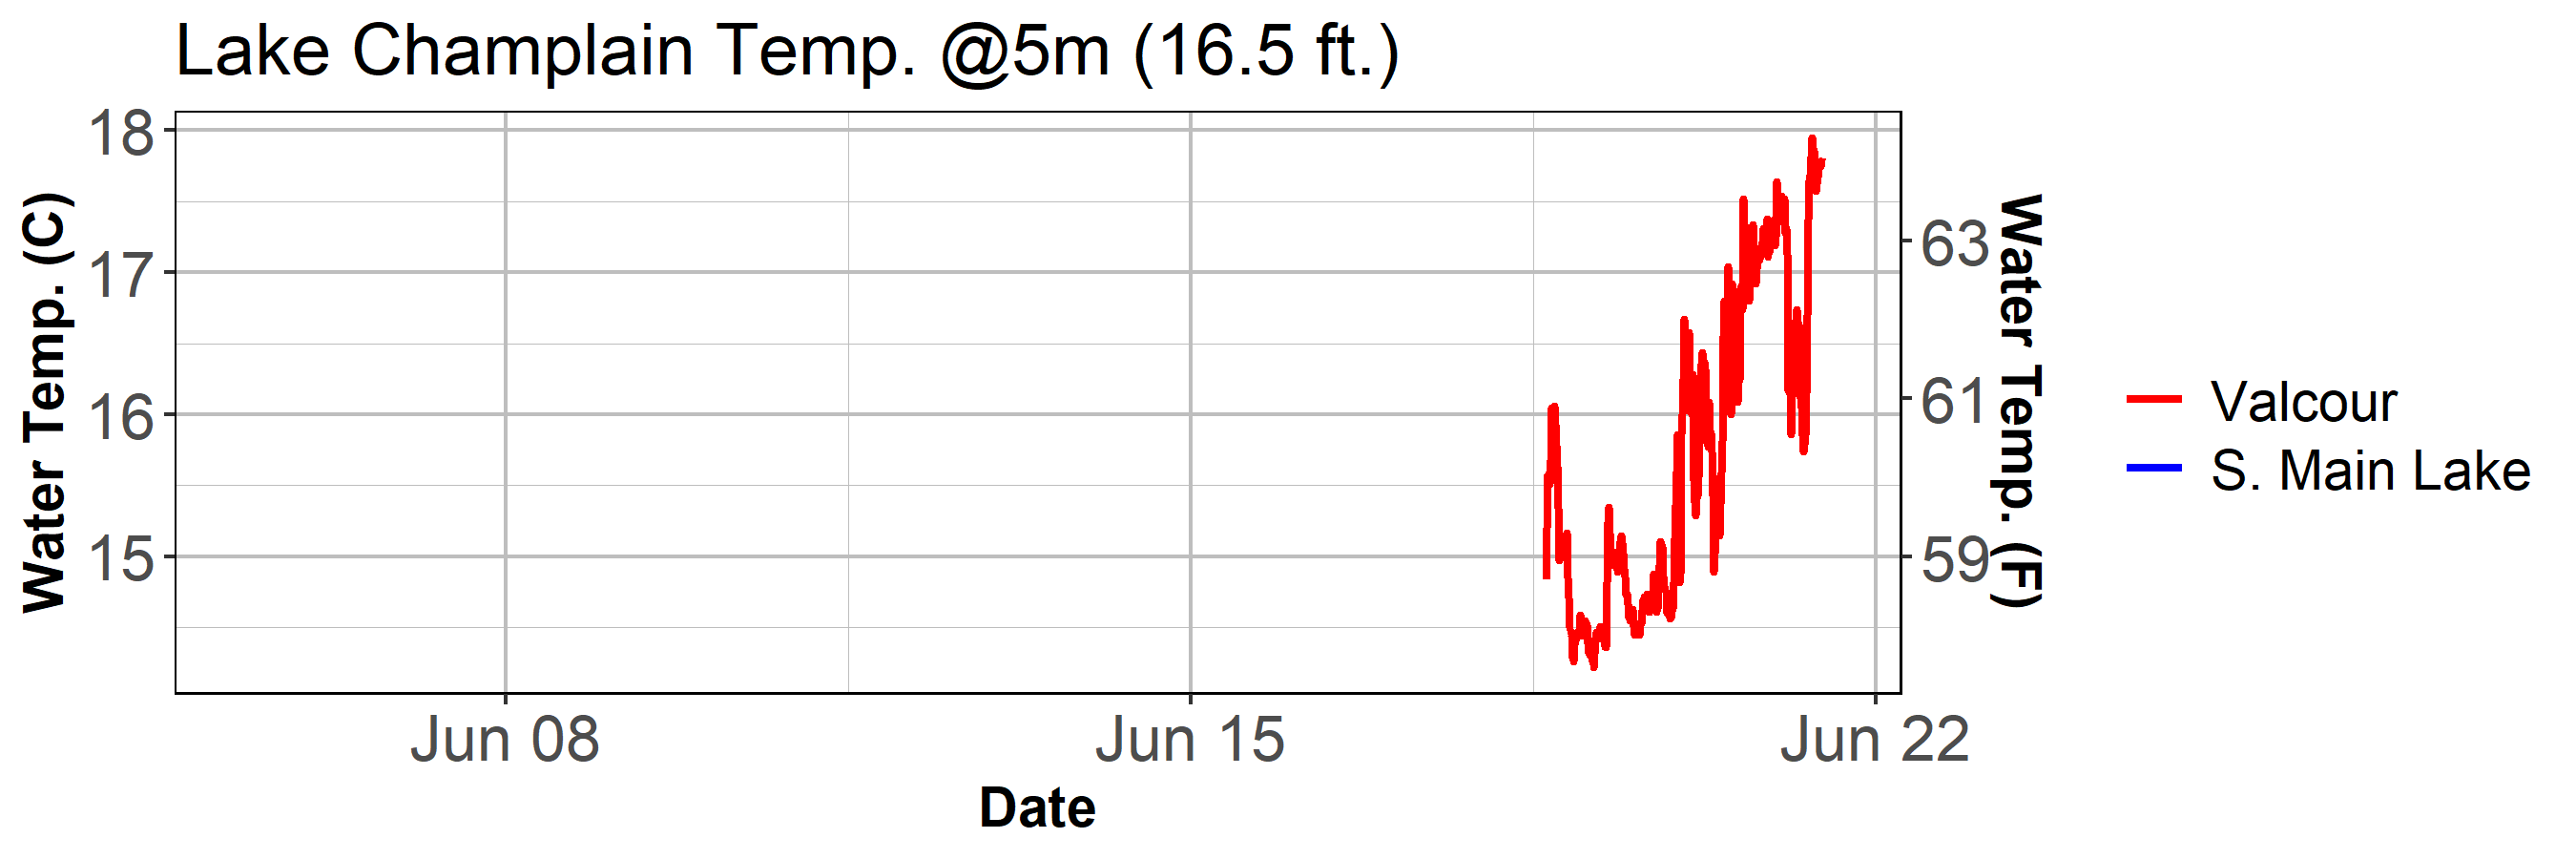 Lake Champlain Temp. @5m (16.5 ft.)
Water Temp. (C)
18
17
16
15
63
61
59
Water Temp. (F)
Jun 08
Jun 15
Jun 22
Date
Valcour
S. Main Lake